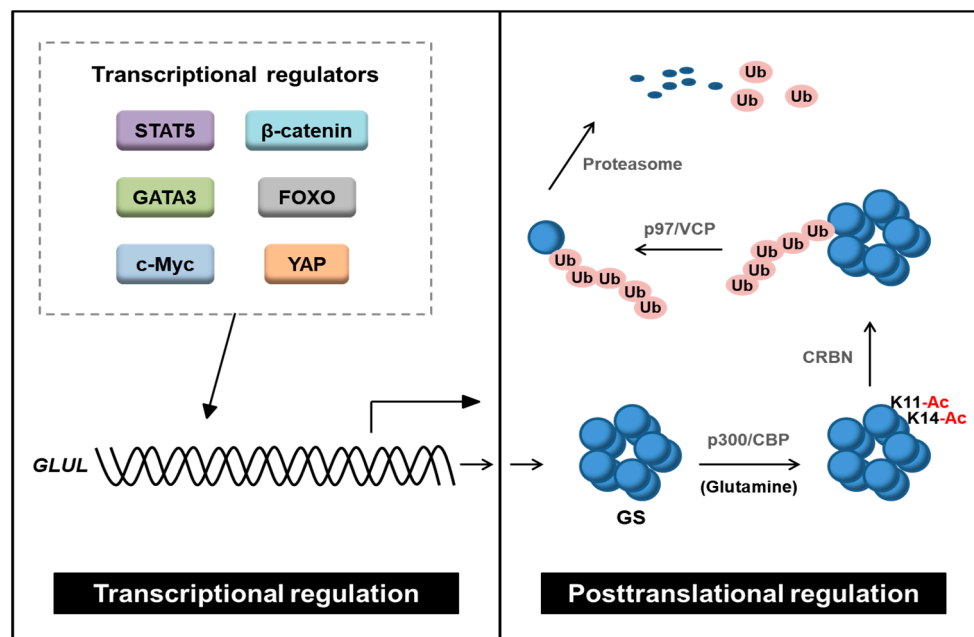 Transcriptional regulators
STAT5
β-catenin
GATA3
FOXO
c-Myc
YAP
GLUL
Transcriptional regulation
Ub
Ub
Ub
Proteasome
p97/VCP
Ub
Ub
Ub
Ub
Ub
Ub
Ub
Ub
Ub
Ub
CRBN
K11-Ac
K14-Ac
p300/CBP
(Glutamine)
GS
Posttranslational regulation